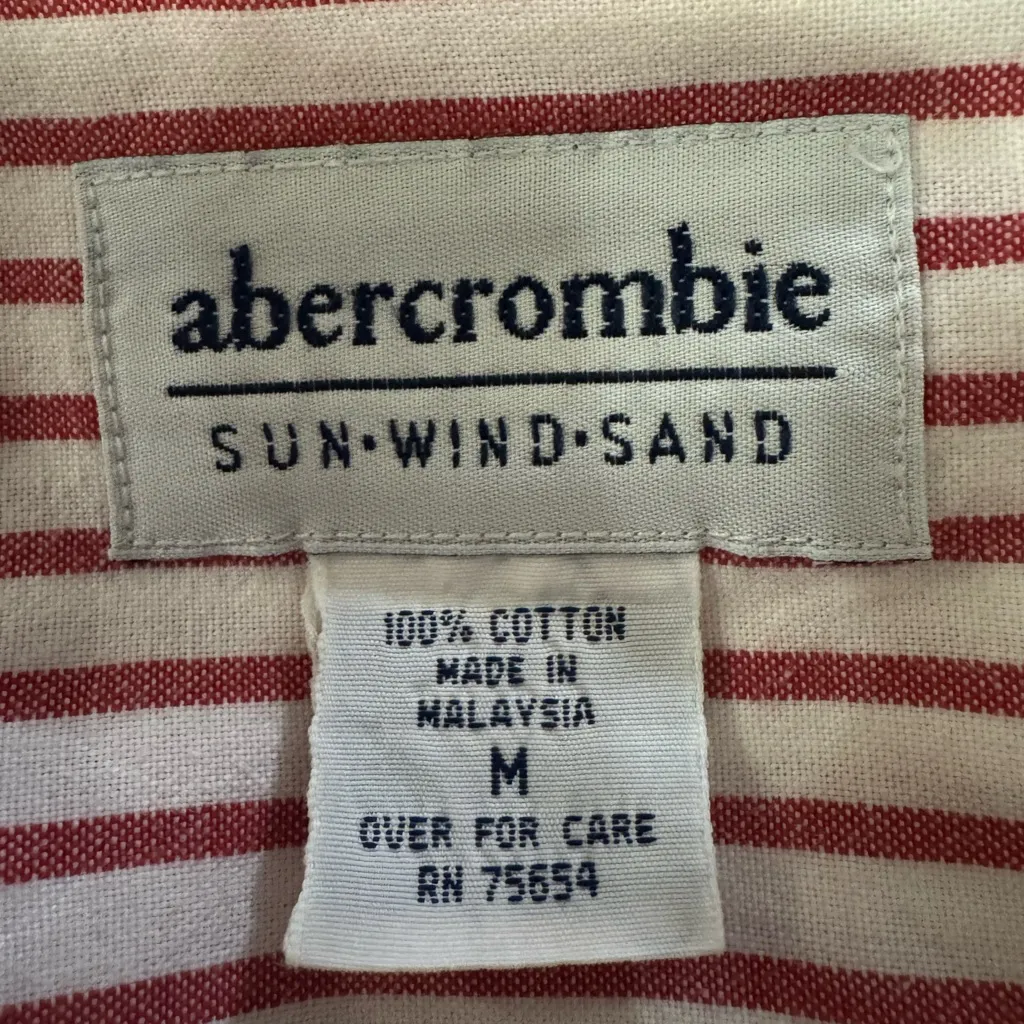 abercrombie
SUN•WIND•SAND
100% COTTON
MADE IN
MALAYSIA
M
OVER FOR CARE
RN 75654